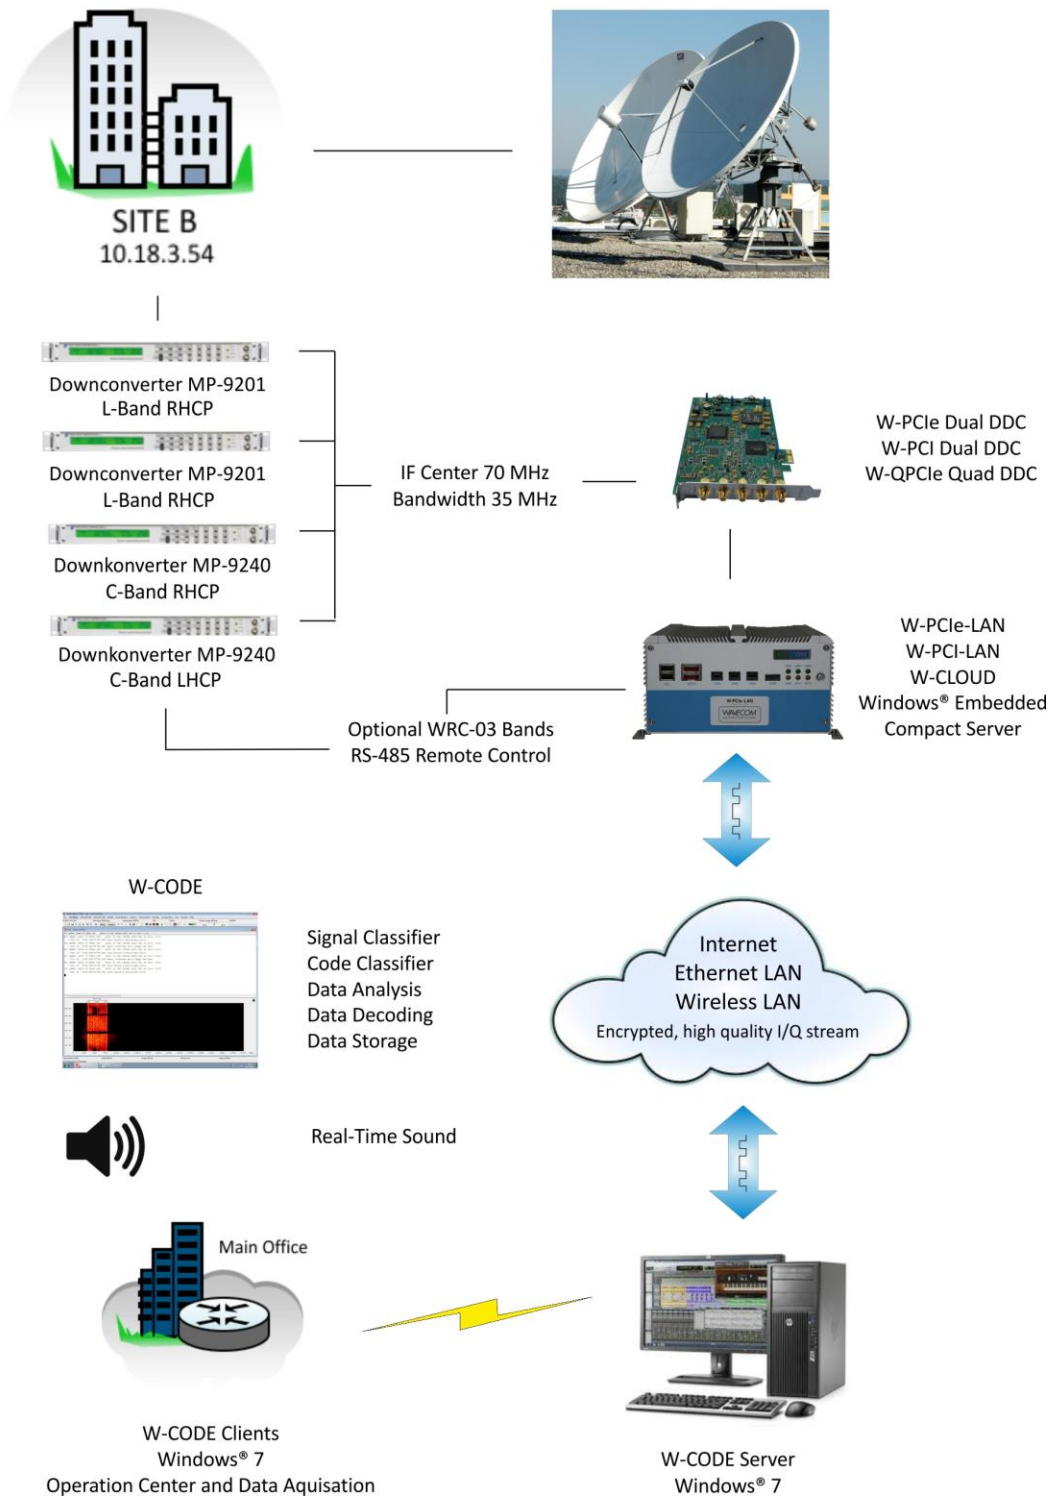 SITE B
10.18.3.54
Downconverter MP-9201
L-Band RHCP
Downconverter MP-9201
L-Band RHCP
Downkonverter MP-9240
C-Band RHCP
Downkonverter MP-9240
C-Band LHCP
IF Center 70 MHz
Bandwidth 35 MHz
W-PCIe Dual DDC
W-PCI Dual DDC
W-QPCIe Quad DDC
W-PCIe-LAN
W-PCI-LAN
W-CLOUD
Windows® Embedded
Compact Server
W-PCIe-LAN
WAVECOM
Optional WRC-03 Bands
RS-485 Remote Control
W-CODE
Signal Classifier
Code Classifier
Data Analysis
Data Decoding
Data Storage
Internet
Ethernet LAN
Wireless LAN
Encrypted, high quality I/Q stream
Real-Time Sound
Main Office
W-CODE Clients
Windows® 7
Operation Center and Data Aquisation
W-CODE Server
Windows® 7